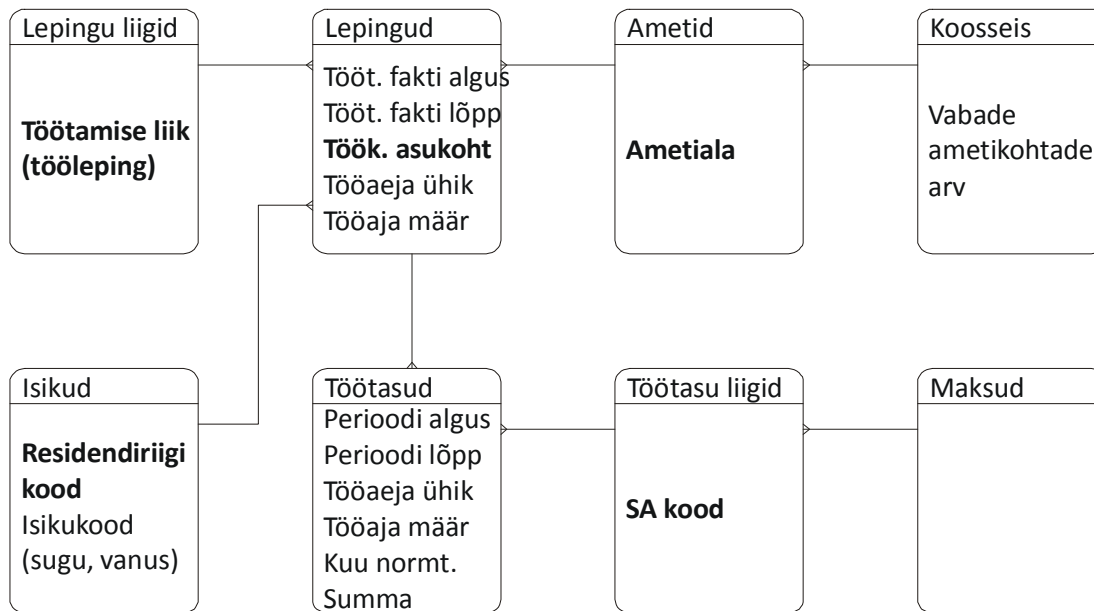 Lepingu liigid
Töötamise liik
(tööleping)
Lepingud
Tööt. fakti algus
Tööt. fakti lõpp
Töök. asukoht
Tööaeja ühik
Tööaja määr
Ametid
Ametiala
Koosseis
Vabade
ametikohtade
arv
Isikud
Residendiriigi
kood
Isikukood
(sugu, vanus)
Töötasud
Perioodi algus
Perioodi lõpp
Tööaeja ühik
Tööaja määr
Kuu normt.
Summa
Töötasu liigid
SA kood
Maksud